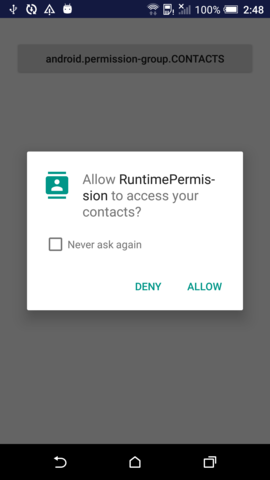 100% 2:48
android.permission-group.CONTACTS
Allow RuntimePermis-
sion to access your
contacts?
Never ask again
DENY ALLOW